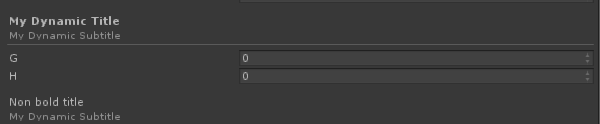 My Dynamic Title
My Dynamic Subtitle
G 0
H 0
Non bold title
My Dynamic Subtitle